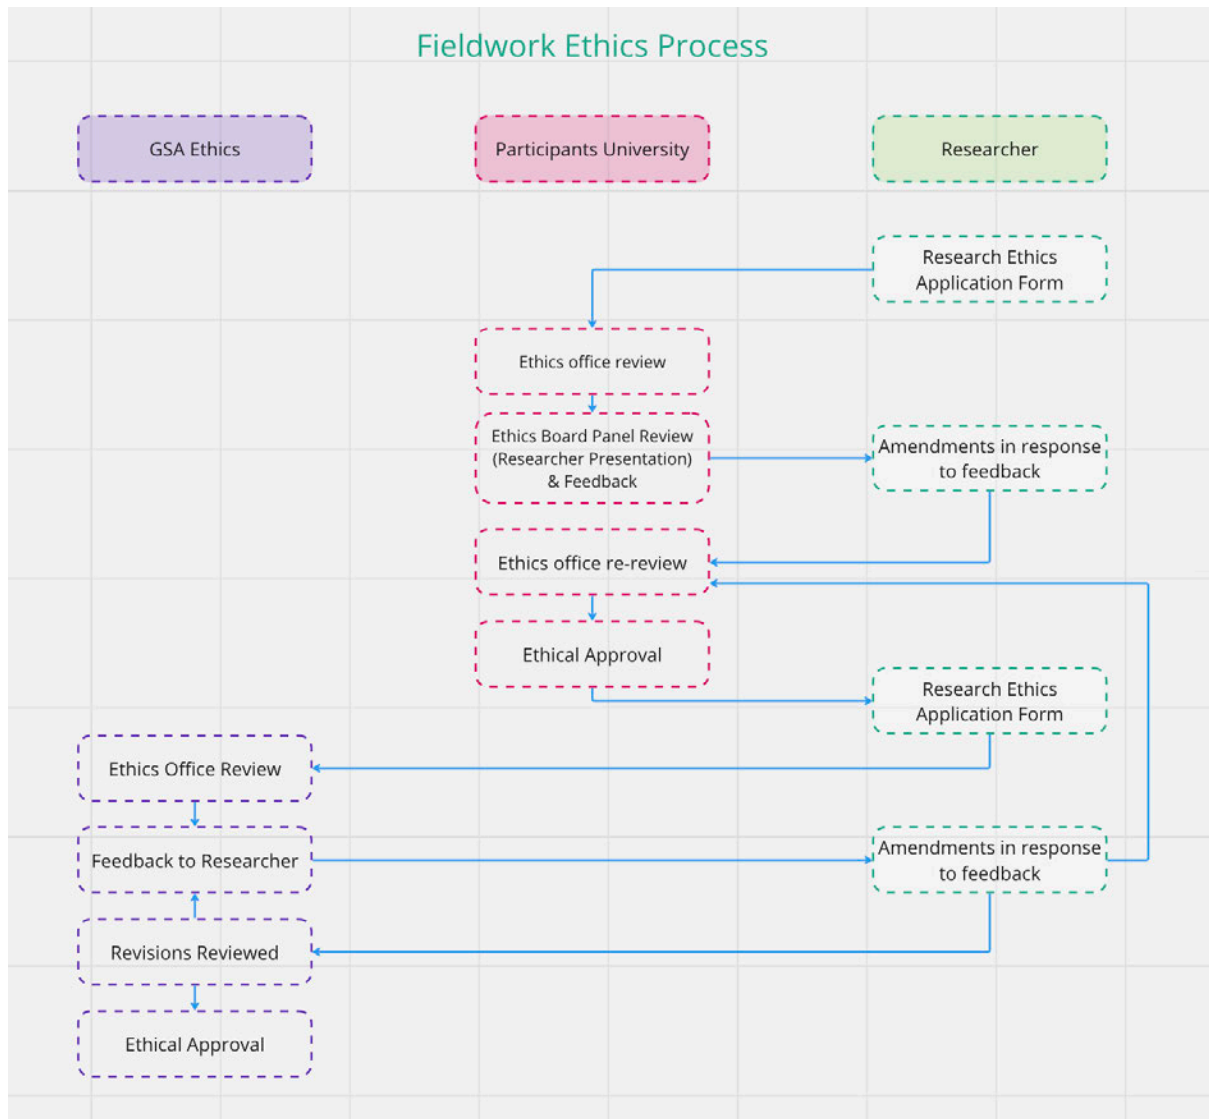 Fieldwork Ethics Process
GSA Ethics
Participants University
Researcher
Research Ethics
Application Form
Ethics office review
Ethics Board Panel Review
(Researcher Presentation)
& Feedback
Amendments in response
to feedback
Ethics office re-review
Ethical Approval
Research Ethics
Application Form
Ethics Office Review
Feedback to Researcher
Amendments in response
to feedback
Revisions Reviewed
Ethical Approval